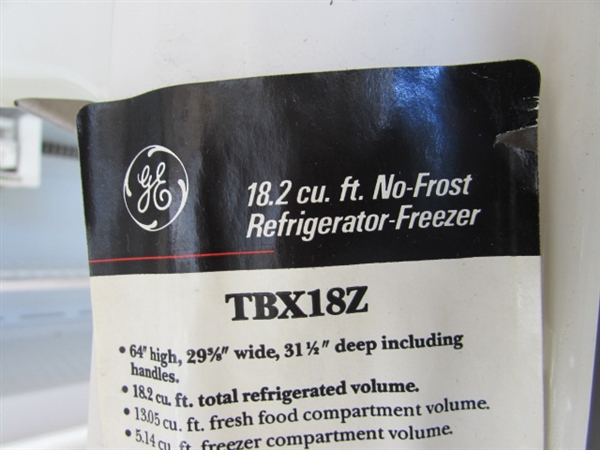 GE
18.2 cu. ft. No-Frost
Refrigerator-Freezer
TBX18Z
• 64" high, 29⅝" wide, 31½" deep including
handles.
• 18.2 cu. ft. total refrigerated volume.
• 13.05 cu. ft. fresh food compartment volume.
• 5.14 cu. ft. freezer compartment volume.